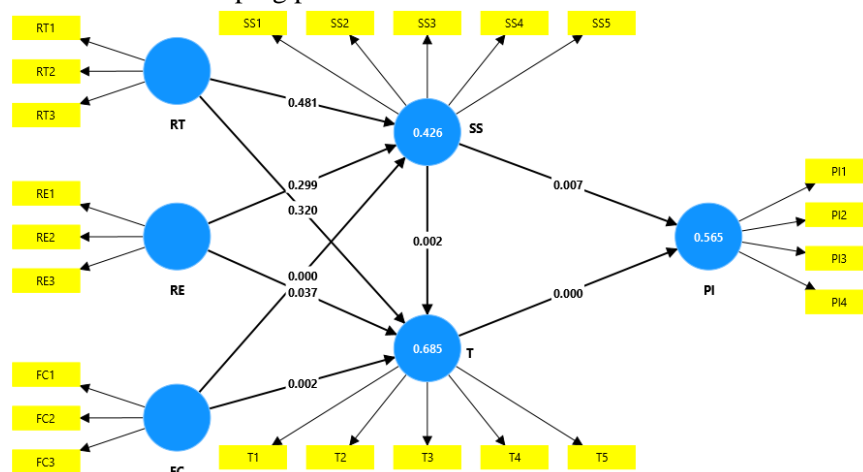 SS1 SS2 SS3 SS4 SS5
RT1
RT2
RT3
RT
0.481
0.426
SS
RE1
RE2
RE3
RE
0.299
0.320
0.007
0.002
0.000
0.037
0.000
PI1
PI2
PI3
PI4
0.565
PI
FC1
FC2
FC3
FC
0.002
0.685
T
T1 T2 T3 T4 T5